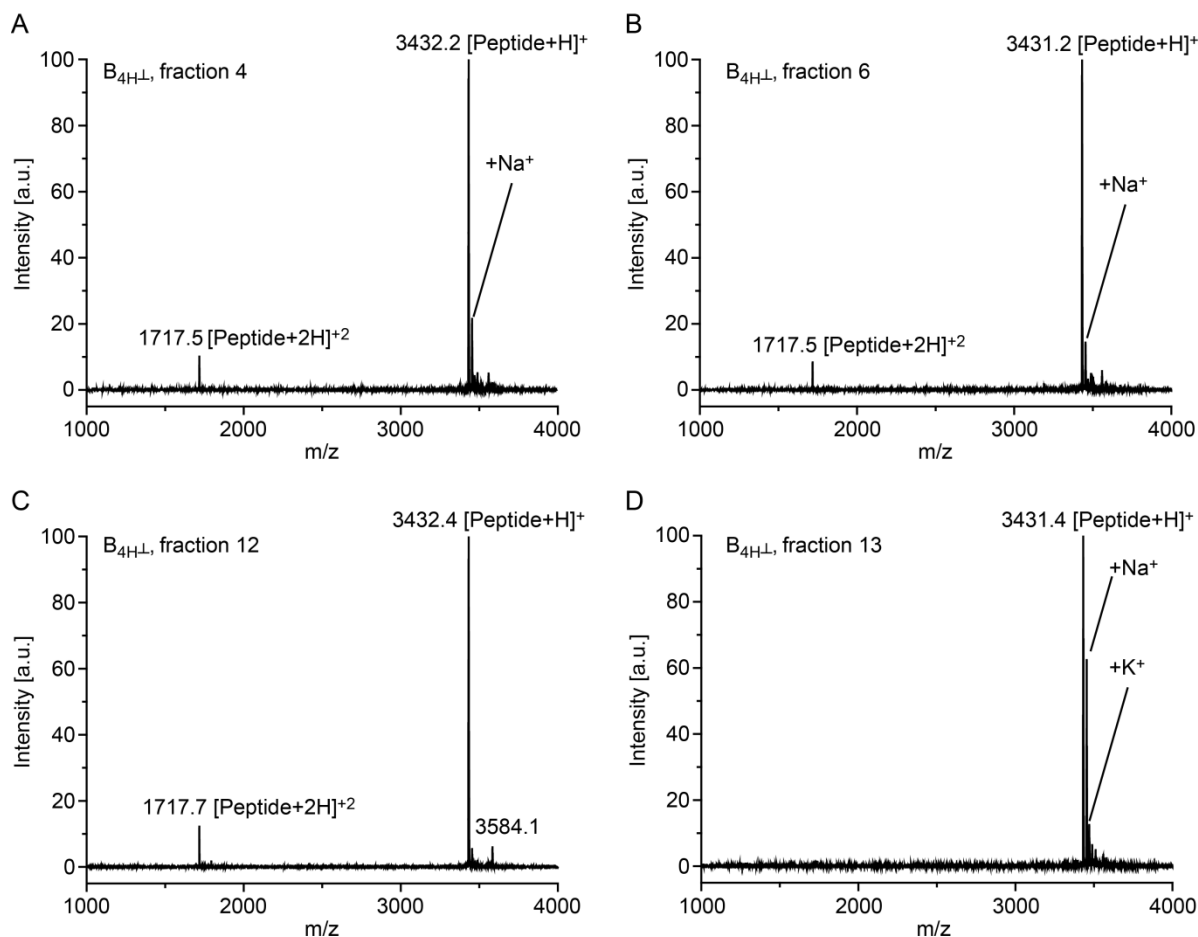 A
3432.2 [Peptide+H]⁺
B₄H⊥, fraction 4
+Na⁺
1717.5 [Peptide+2H]⁺²
Intensity [a.u.]
100
80
60
40
20
0
1000 2000 3000 4000
m/z
B
3431.2 [Peptide+H]⁺
B₄H⊥, fraction 6
+Na⁺
1717.5 [Peptide+2H]⁺²
Intensity [a.u.]
100
80
60
40
20
0
1000 2000 3000 4000
m/z
C
3432.4 [Peptide+H]⁺
B₄H⊥, fraction 12
1717.7 [Peptide+2H]⁺²
3584.1
Intensity [a.u.]
100
80
60
40
20
0
1000 2000 3000 4000
m/z
D
3431.4 [Peptide+H]⁺
B₄H⊥, fraction 13
+Na⁺
+K⁺
Intensity [a.u.]
100
80
60
40
20
0
1000 2000 3000 4000
m/z